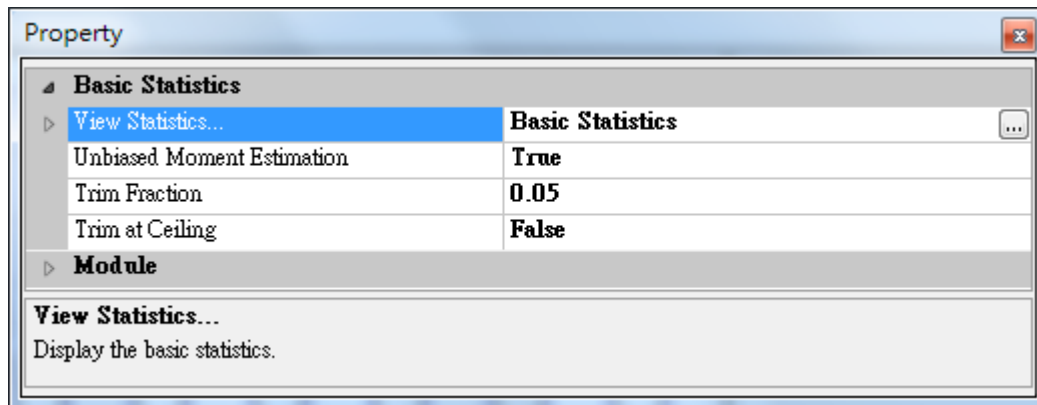 Property
Basic Statistics
View Statistics... Basic Statistics ...
Unbiased Moment Estimation True
Trim Fraction 0.05
Trim at Ceiling False
Module
View Statistics...
Display the basic statistics.